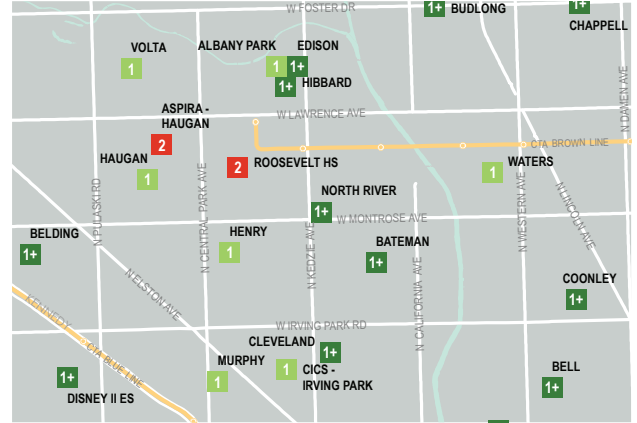 W FOSTER DR
1+
BUDLONG
1+
CHAPPELL
VOLTA
1
ALBANY PARK
1
EDISON
1+
1+
HIBBARD
ASPIRA -
HAUGAN
2
W LAWRENCE AVE
CTA BROWN LINE
N DAMEN AVE
HAUGAN
1
2
ROOSEVELT HS
1
WATERS
N PULASKI RD
N CENTRAL PARK AVE
N KEDZIE AVE
NORTH RIVER
1+
W MONTROSE AVE
N WESTERN AVE
N LINCOLN AVE
BELDING
1+
HENRY
1
BATEMAN
1+
N CALIFORNIA AVE
COONLEY
1+
N ELSTON AVE
KENNEDY
CTA BLUE LINE
W IRVING PARK RD
CLEVELAND
1+
MURPHY
1
1
CICS -
IRVING PARK
BELL
1+
1+
DISNEY II ES